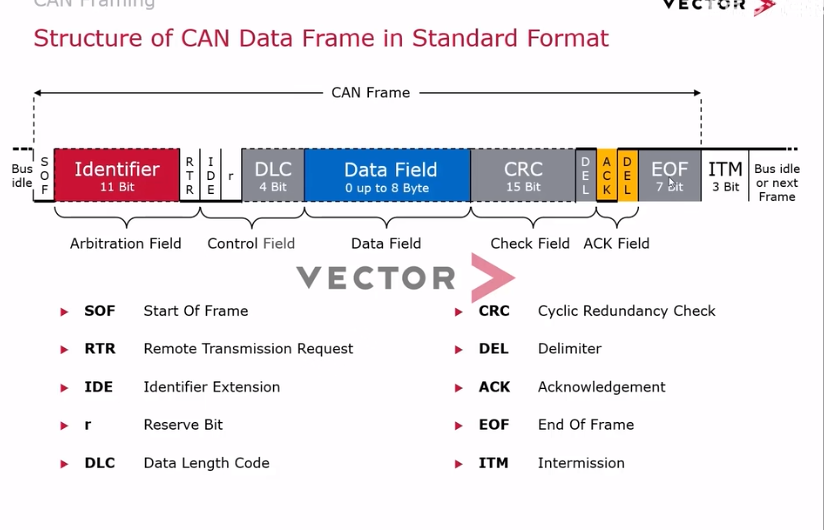 CAN Framing
VECTOR
Structure of CAN Data Frame in Standard Format
CAN Frame
Bus idle
SOF
Identifier
11 Bit
RTR
IDE
r
DLC
4 Bit
Data Field
0 up to 8 Byte
CRC
15 Bit
DEL
ACK
DEL
EOF
7 Bit
ITM
3 Bit
Bus idle
or next
Frame
Arbitration Field
Control Field
Data Field
Check Field
ACK Field
VECTOR
SOF Start Of Frame
RTR Remote Transmission Request
IDE Identifier Extension
r Reserve Bit
DLC Data Length Code
CRC Cyclic Redundancy Check
DEL Delimiter
ACK Acknowledgement
EOF End Of Frame
ITM Intermission